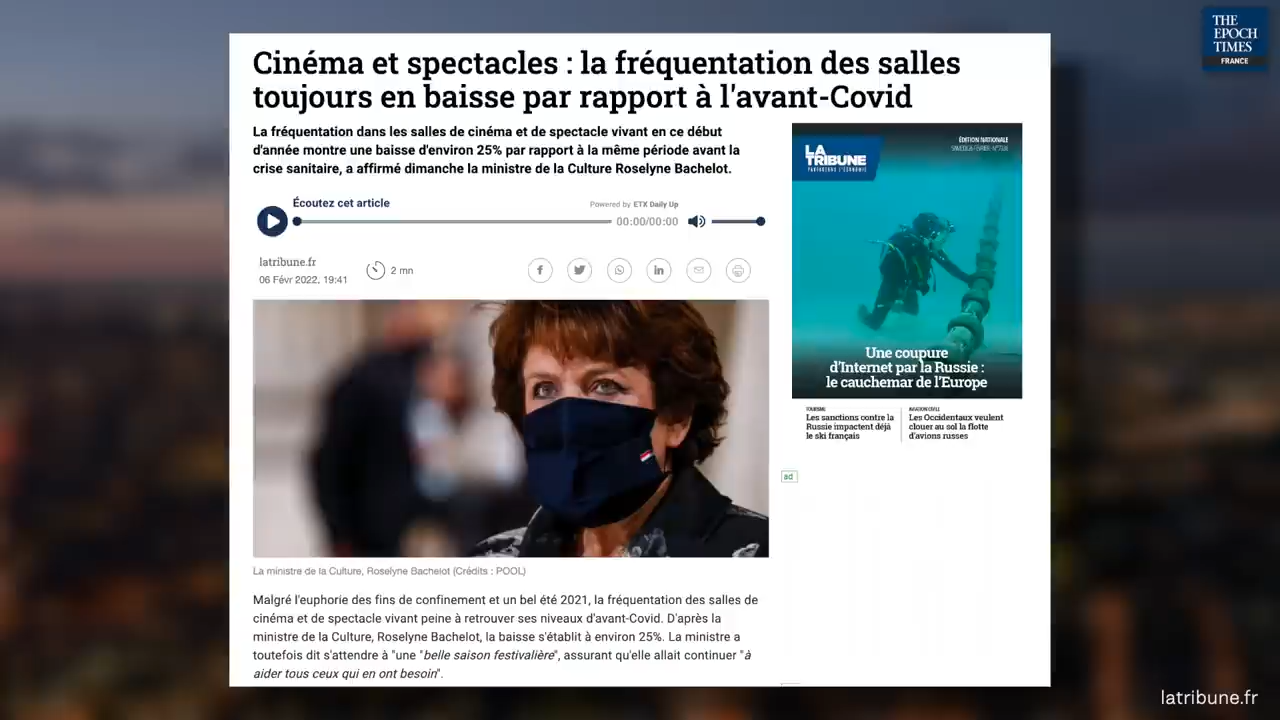 THE
EPOCH
TIMES
FRANCE
Cinéma et spectacles : la fréquentation des salles
toujours en baisse par rapport à l'avant-Covid
La fréquentation dans les salles de cinéma et de spectacle vivant en ce début
d'année montre une baisse d'environ 25% par rapport à la même période avant la
crise sanitaire, a affirmé dimanche la ministre de la Culture Roselyne Bachelot.
Écoutez cet article
Powered by ETX Daily Up
00:00/00:00
latribune.fr
06 Févr 2022, 19:41
2 mn
La ministre de la Culture, Roselyne Bachelot (Crédits : POOL)
Malgré l'euphorie des fins de confinement et un bel été 2021, la fréquentation des salles de
cinéma et de spectacle vivant peine à retrouver ses niveaux d'avant-Covid. D'après la
ministre de la Culture, Roselyne Bachelot, la baisse s'établit à environ 25%. La ministre a
toutefois dit s'attendre à "une "belle saison festivalière", assurant qu'elle allait continuer "à
aider tous ceux qui en ont besoin".
LA
TRIBUNE
PARTAGEONS L'ÉCONOMIE
ÉDITION NATIONALE
Une coupure
d'Internet par la Russie :
le cauchemar de l'Europe
TOURISME
Les sanctions contre la
Russie impactent déjà
le ski français
AVIATION CIVILE
Les Occidentaux veulent
clouer au sol la flotte
d'avions russes
ad
latribune.fr